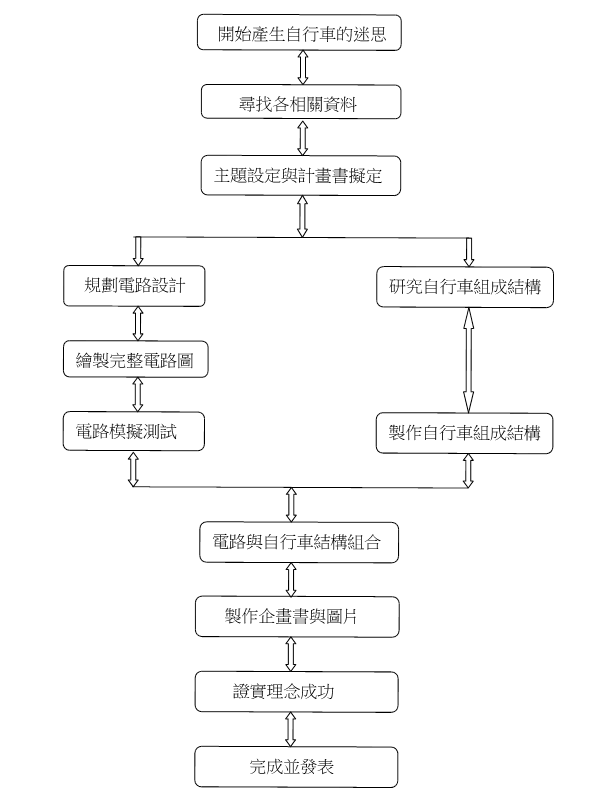 開始產生自行車的迷思
尋找各相關資料
主題設定與計畫書擬定
規劃電路設計
研究自行車組成結構
繪製完整電路圖
電路模擬測試
製作自行車組成結構
電路與自行車結構組合
製作企畫書與圖片
證實理念成功
完成並發表